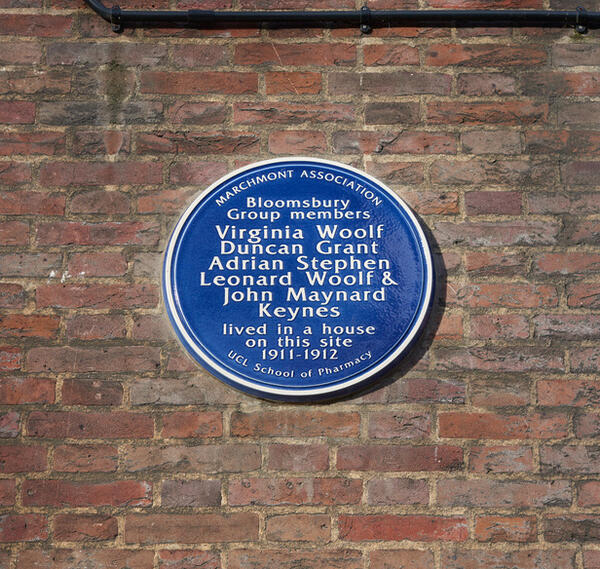 MARCHMONT ASSOCIATION
Bloomsbury
Group members
Virginia Woolf
Duncan Grant
Adrian Stephen
Leonard Woolf &
John Maynard
Keynes
lived in a house
on this site
1911-1912
UCL School of Pharmacy